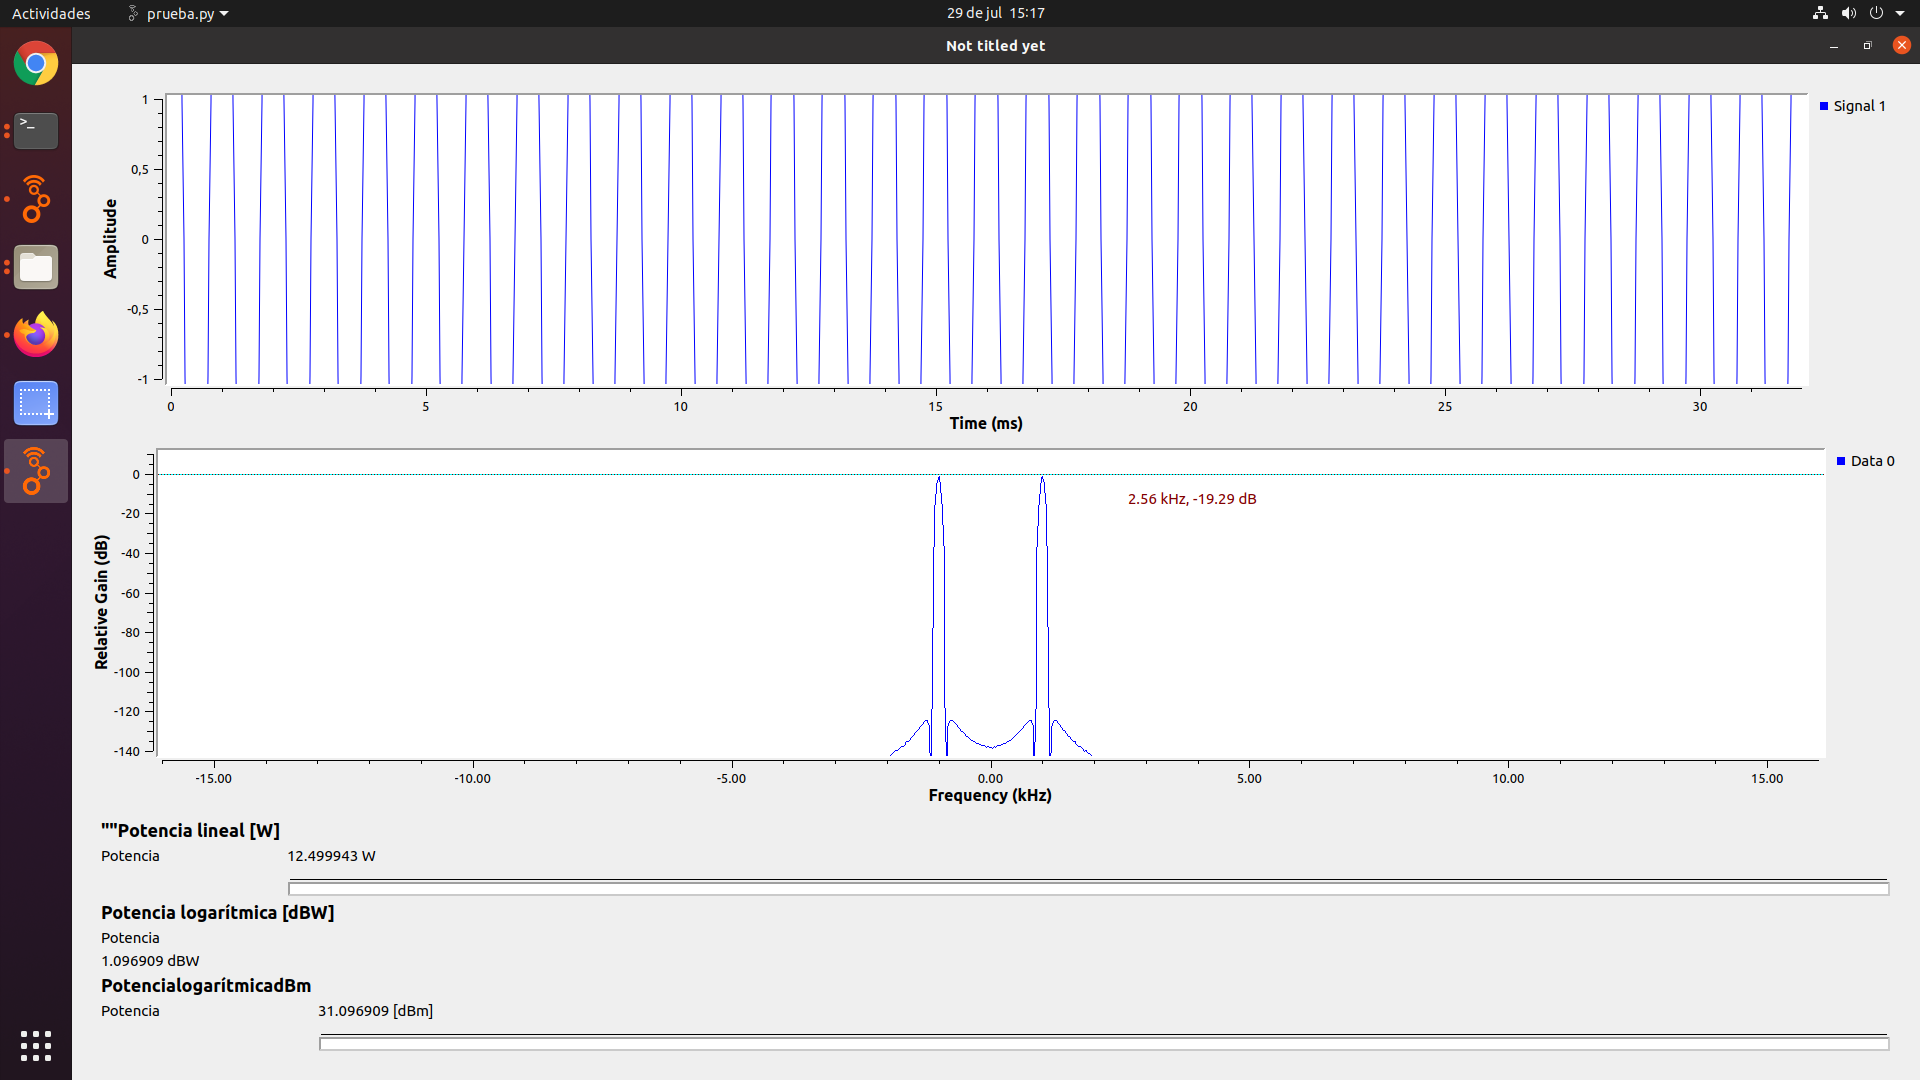 Actividades prueba.py 29 de jul 15:17
Not titled yet
1
0,5
0
-0,5
-1
Amplitude
0 5 10 15 20 25 30
Time (ms)
Signal 1
0
-20
-40
-60
-80
-100
-120
-140
Relative Gain (dB)
2.56 kHz, -19.29 dB
-15.00 -10.00 -5.00 0.00 5.00 10.00 15.00
Frequency (kHz)
Data 0
""Potencia lineal [W]
Potencia 12.499943 W
Potencia logarítmica [dBW]
Potencia
1.096909 dBW
PotencialogarítmicadBm
Potencia 31.096909 [dBm]